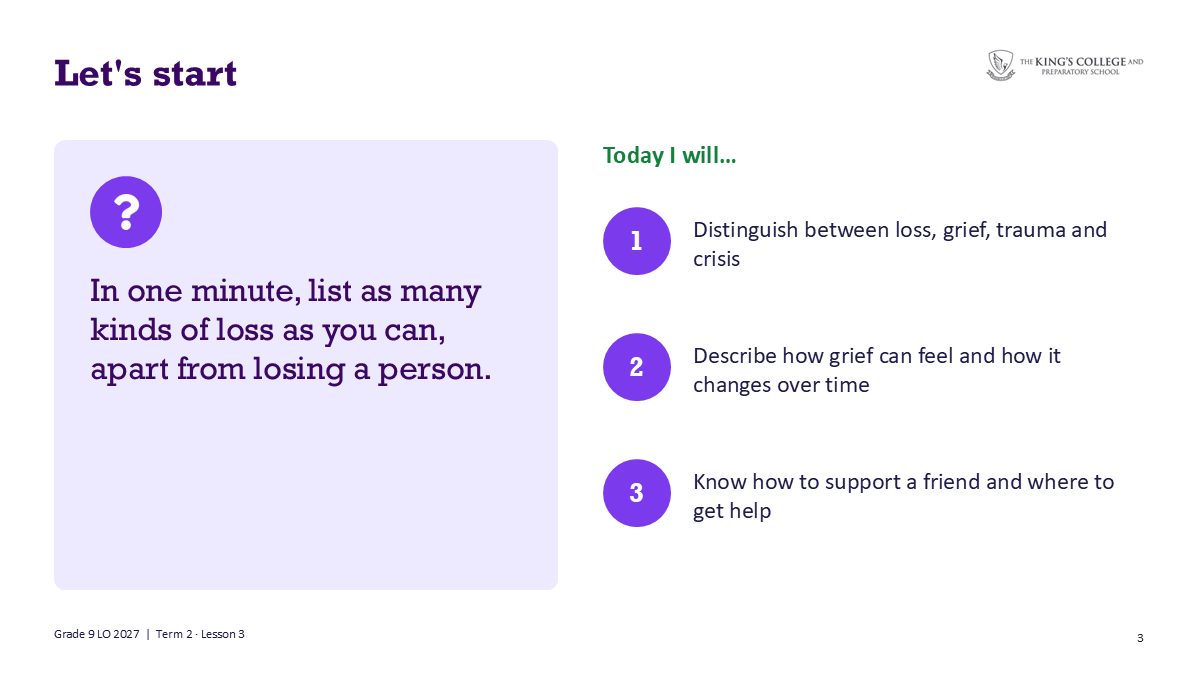 Let's start
THE KING'S COLLEGE AND
PREPARATORY SCHOOL
?
In one minute, list as many
kinds of loss as you can,
apart from losing a person.
Today I will...
1
Distinguish between loss, grief, trauma and
crisis
2
Describe how grief can feel and how it
changes over time
3
Know how to support a friend and where to
get help
Grade 9 LO 2027 | Term 2 · Lesson 3
3